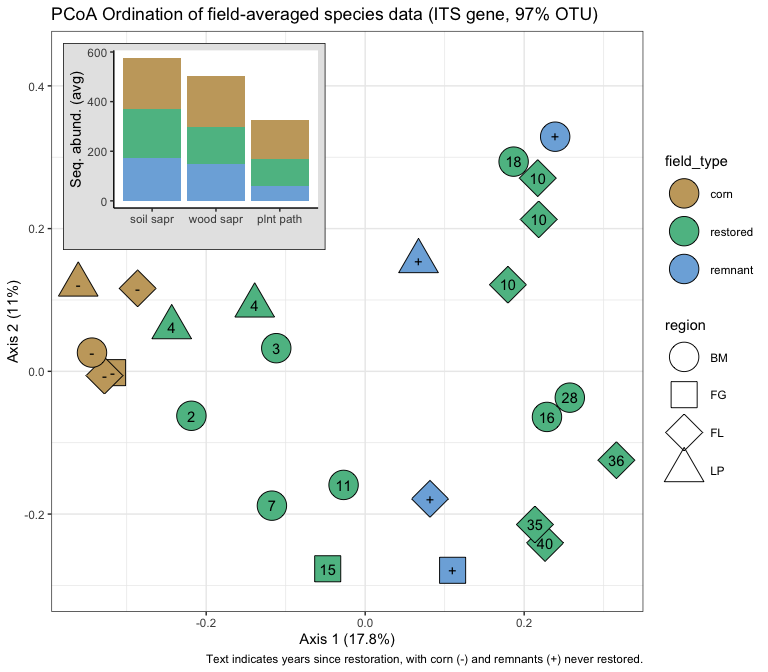 PCoA Ordination of field-averaged species data (ITS gene, 97% OTU)
Axis 2 (11%)
0.4
0.2
0.0
-0.2
Seq. abund. (avg)
600
400
200
0
soil sapr wood sapr plnt path
+
18
10
10
+
10
-
-
4
4
3
-
- -
2
28
16
36
11
+
7
35
40
15
+
-0.2 0.0 0.2
Axis 1 (17.8%)
Text indicates years since restoration, with corn (-) and remnants (+) never restored.
field_type
corn
restored
remnant
region
BM
FG
FL
LP